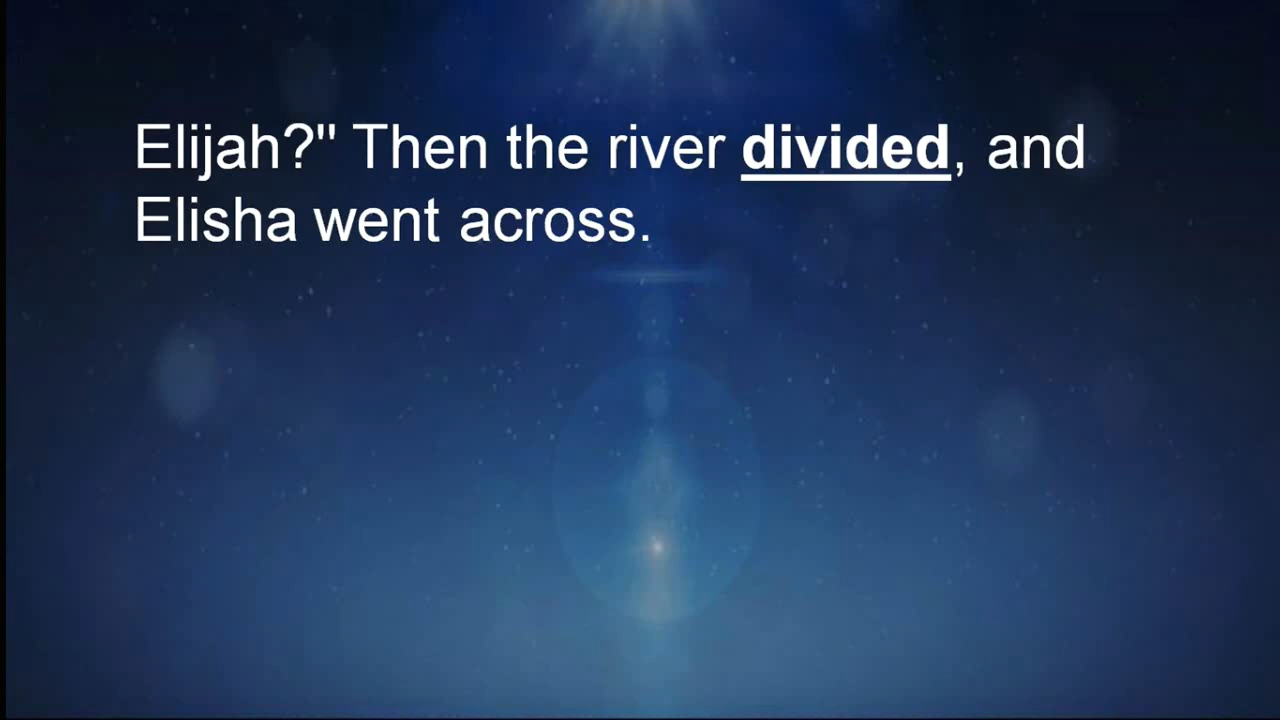 Elijah?" Then the river divided, and
Elisha went across.